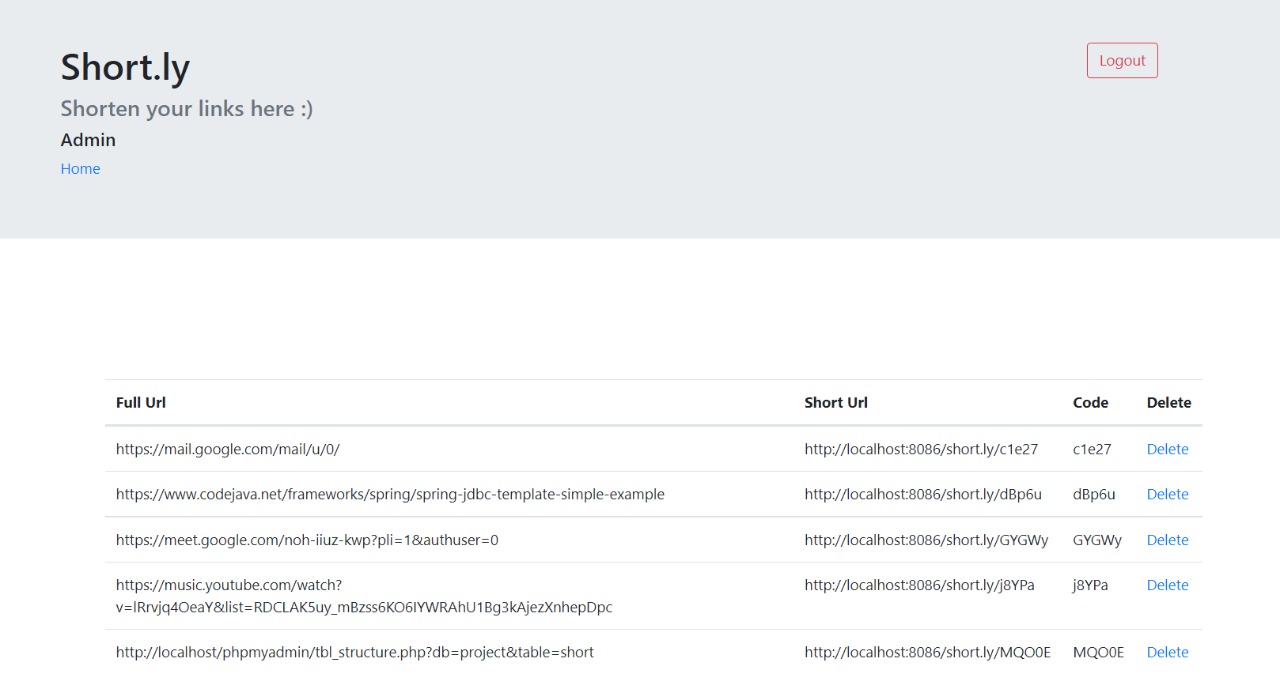 Short.ly
Logout
Shorten your links here :)
Admin
Home
Full Url Short Url Code Delete
https://mail.google.com/mail/u/0/ http://localhost:8086/short.ly/c1e27 c1e27 Delete
https://www.codejava.net/frameworks/spring/spring-jdbc-template-simple-example http://localhost:8086/short.ly/dBp6u dBp6u Delete
https://meet.google.com/noh-iiuz-kwp?pli=1&authuser=0 http://localhost:8086/short.ly/GYGWy GYGWy Delete
https://music.youtube.com/watch? http://localhost:8086/short.ly/j8YPa j8YPa Delete
v=lRrvjq4OeaY&list=RDCLAK5uy_mBzss6KO6IYWRAhU1Bg3kAjezXnhepDpc
http://localhost/phpmyadmin/tbl_structure.php?db=project&table=short http://localhost:8086/short.ly/MQO0E MQO0E Delete